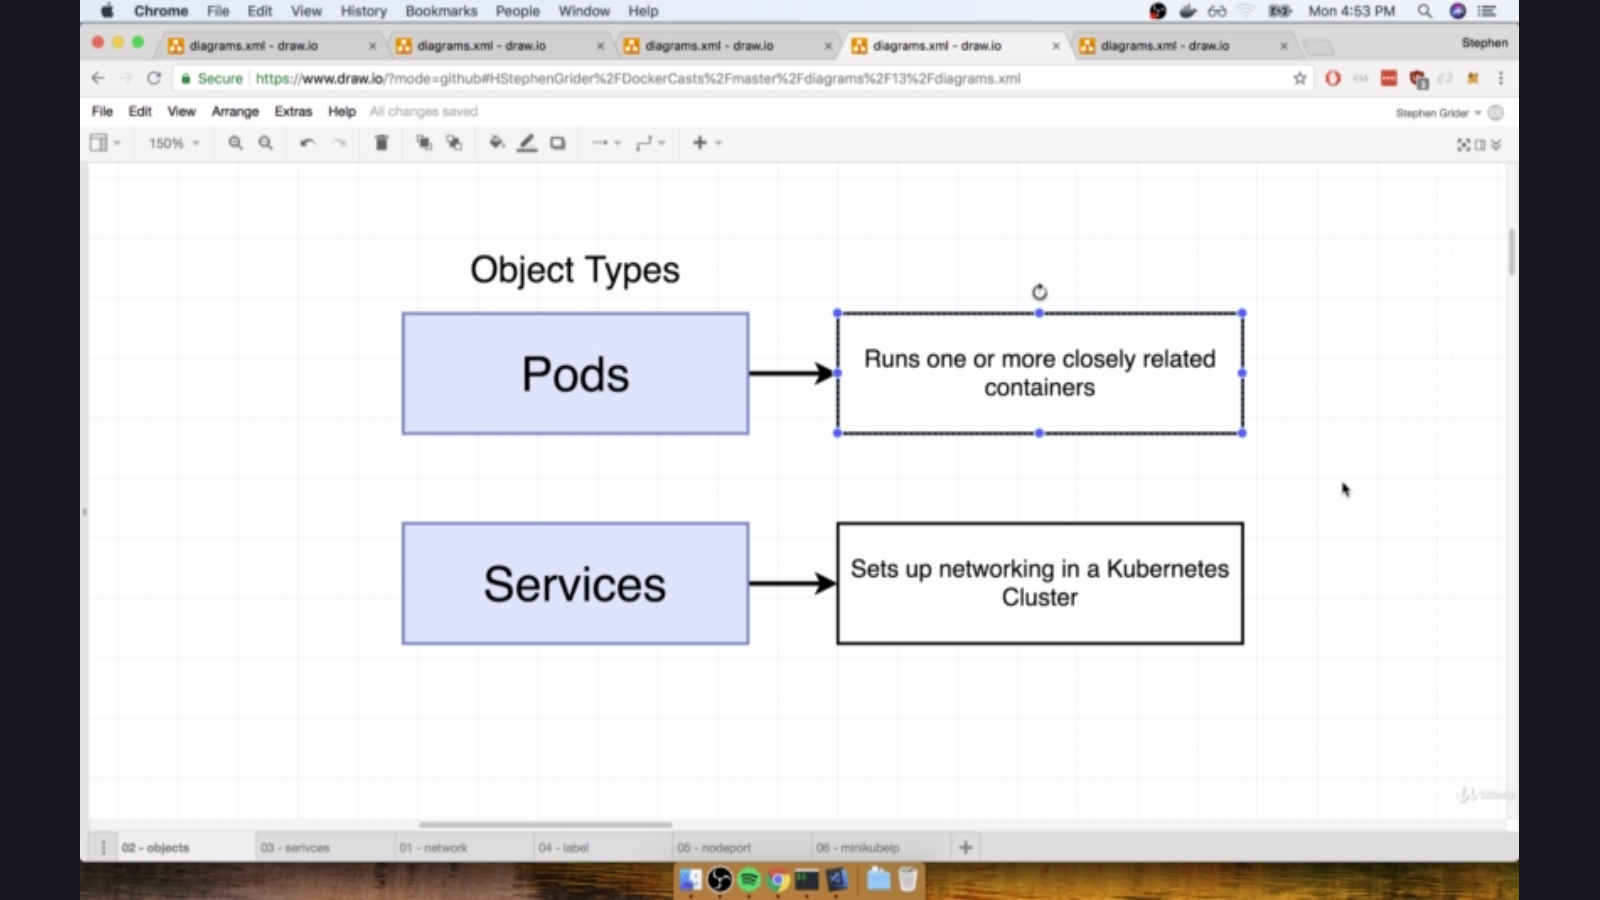 Chrome File Edit View History Bookmarks People Window Help Mon 4:53 PM
diagrams.xml - draw.io diagrams.xml - draw.io diagrams.xml - draw.io diagrams.xml - draw.io diagrams.xml - draw.io Stephen
Secure https://www.draw.io/?mode=github#HStephenGrider%2FDockerCasts%2Fmaster%2Fdiagrams%2F13%2Fdiagrams.xml
File Edit View Arrange Extras Help All changes saved Stephen Grider
150%
Object Types
Pods
Runs one or more closely related
containers
Services
Sets up networking in a Kubernetes
Cluster
02 - objects 03 - serivces 01 - network 04 - label 05 - nodeport 06 - minikubeip